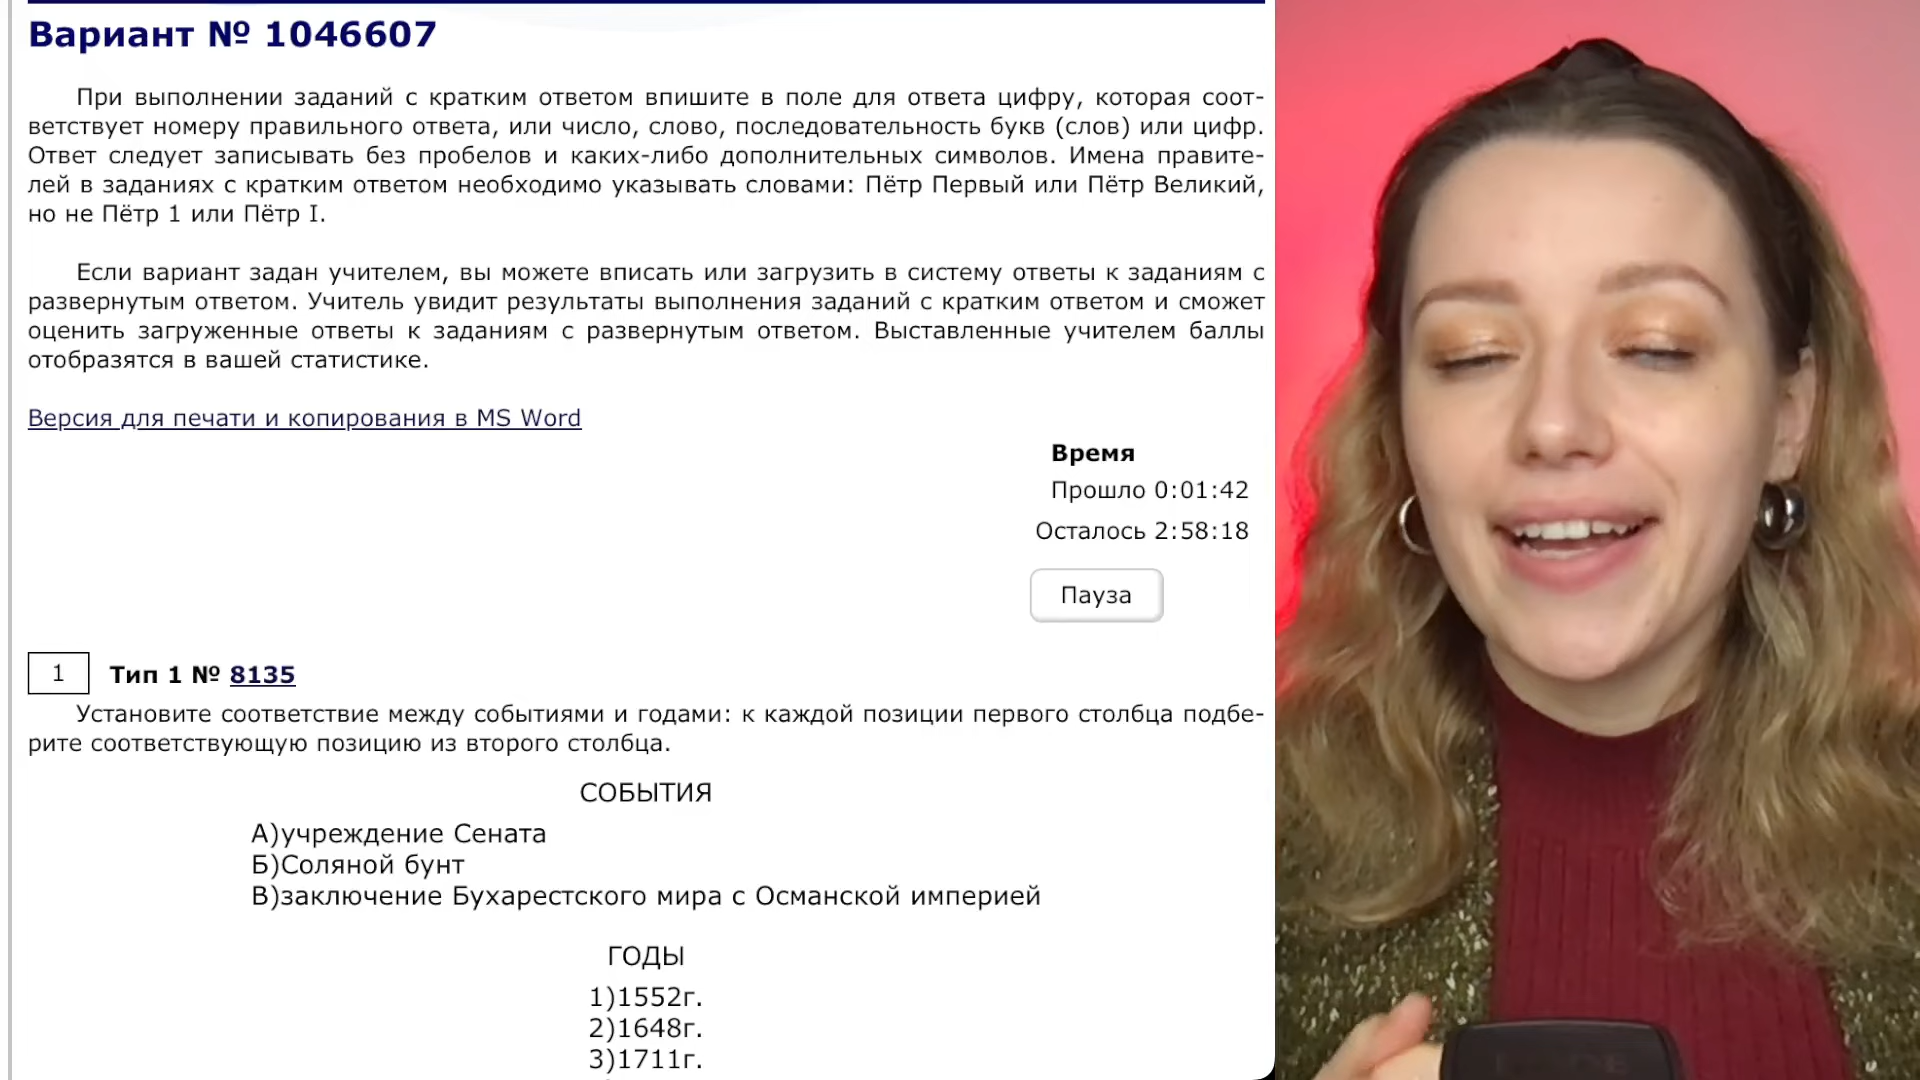 Вариант № 1046607
При выполнении заданий с кратким ответом впишите в поле для ответа цифру, которая соот-
ветствует номеру правильного ответа, или число, слово, последовательность букв (слов) или цифр.
Ответ следует записывать без пробелов и каких-либо дополнительных символов. Имена правите-
лей в заданиях с кратким ответом необходимо указывать словами: Пётр Первый или Пётр Великий,
но не Пётр 1 или Пётр I.
Если вариант задан учителем, вы можете вписать или загрузить в систему ответы к заданиям с
развернутым ответом. Учитель увидит результаты выполнения заданий с кратким ответом и сможет
оценить загруженные ответы к заданиям с развернутым ответом. Выставленные учителем баллы
отобразятся в вашей статистике.
Версия для печати и копирования в MS Word
Время
Прошло 0:01:42
Осталось 2:58:18
Пауза
1 Тип 1 № 8135
Установите соответствие между событиями и годами: к каждой позиции первого столбца подбе-
рите соответствующую позицию из второго столбца.
СОБЫТИЯ
А)учреждение Сената
Б)Соляной бунт
В)заключение Бухарестского мира с Османской империей
ГОДЫ
1)1552г.
2)1648г.
3)1711г.